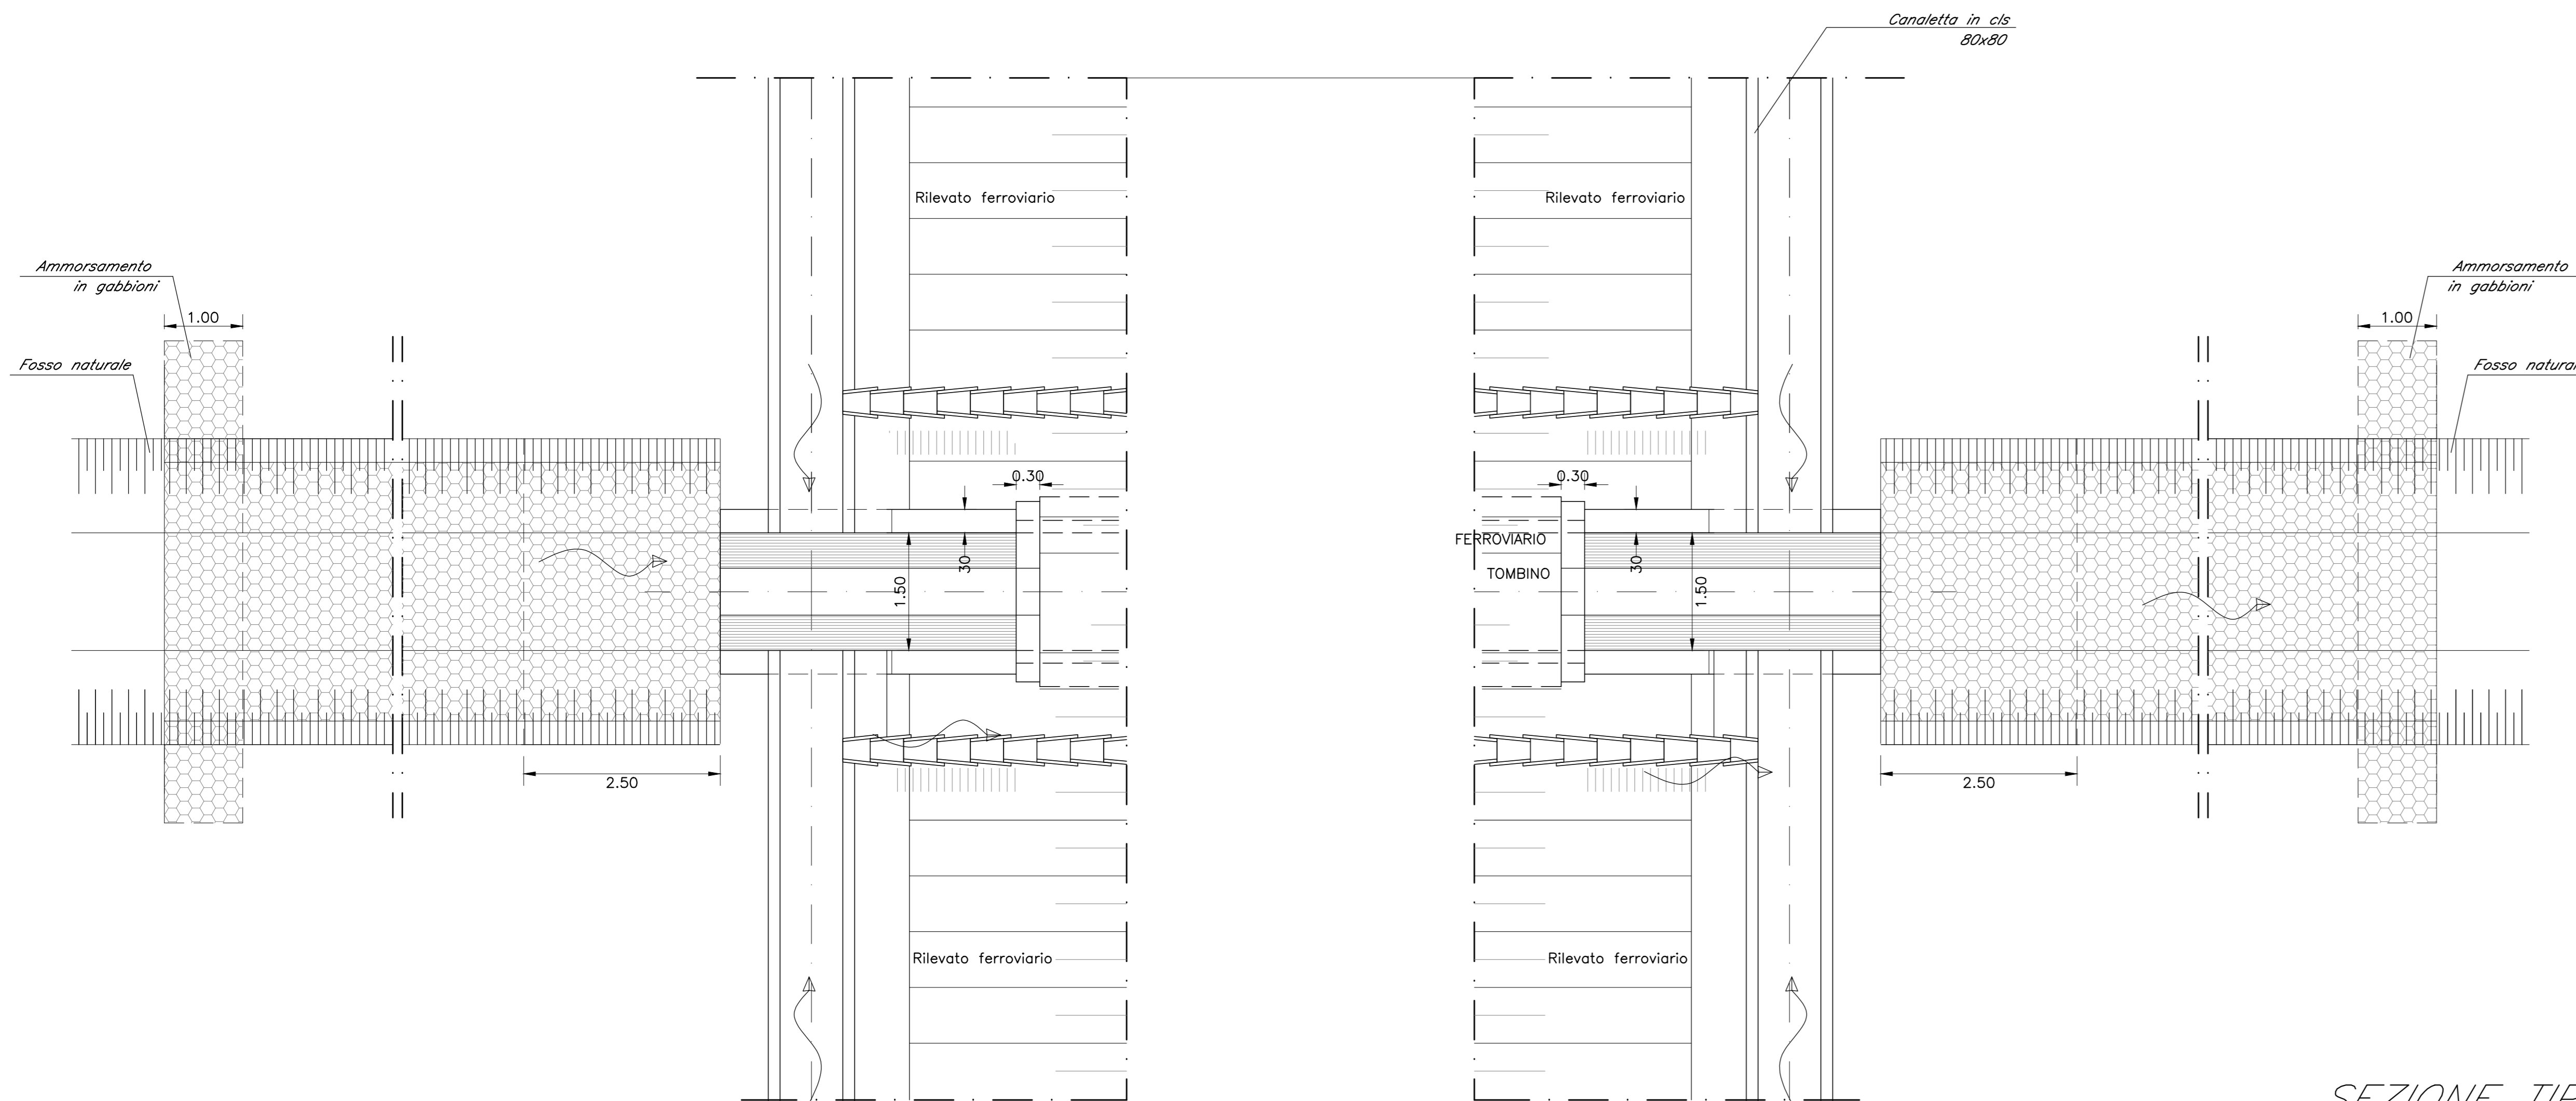 Canaletta in cls
80x80
Rilevato ferroviario
Rilevato ferroviario
Ammorsamento
in gabbioni
Ammorsamento
in gabbioni
1.00
1.00
Fosso naturale
0.30
0.30
FERROVIARIO
TOMBINO
30
1.50
30
1.50
2.50
2.50
Rilevato ferroviario
Rilevato ferroviario
Fosso
SEZIONE